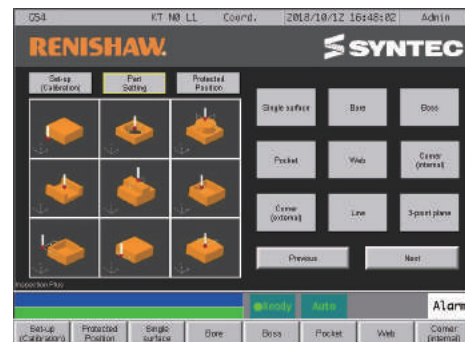 G54 KT NØ LL Coord. 2018/10/12 16:48:02 Admin
RENISHAW. SYNTEC
Set-up
(Calibration)
Part
Setting
Protected
Position
Single surface
Bore
Boss
Pocket
Web
Corner
(internal)
Corner
(external)
Line
3-point plane
Previous
Next
Inspection Plus
Ready Auto Alarm
Set-up
(Calibration)
Protected
Position
Single
surface
Bore
Boss
Pocket
Web
Corner
(internal)